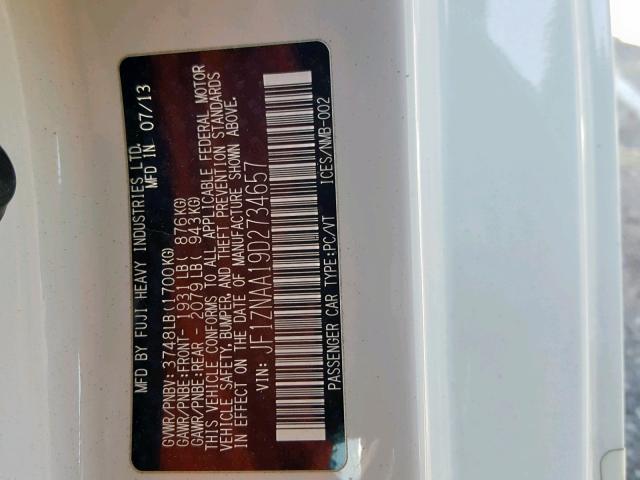 MFD BY FUJI HEAVY INDUSTRIES LTD.
MFD IN 07/13
GVWR/PNBV: 3748LB(1700KG)
GAWR/PNBE:FRONT- 1931LB( 876KG)
GAWR/PNBE:REAR - 2079LB( 943KG)
THIS VEHICLE CONFORMS TO ALL APPLICABLE FEDERAL MOTOR
VEHICLE SAFETY,BUMPER, AND THEFT PREVENTION STANDARDS
IN EFFECT ON THE DATE OF MANUFACTURE SHOWN ABOVE.
VIN: JF1ZNAA19D2734657
PASSENGER CAR TYPE:PC/VT ICES/NMB-002